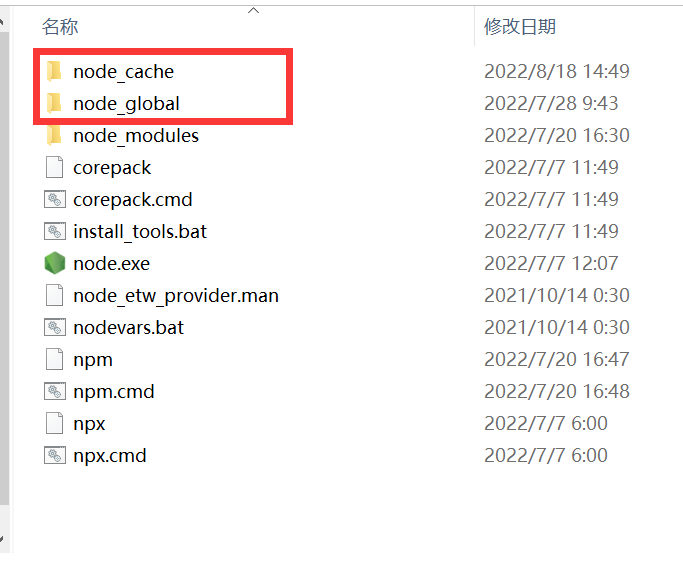 名称 修改日期
node_cache 2022/8/18 14:49
node_global 2022/7/28 9:43
node_modules 2022/7/20 16:30
corepack 2022/7/7 11:49
corepack.cmd 2022/7/7 11:49
install_tools.bat 2022/7/7 11:49
node.exe 2022/7/7 12:07
node_etw_provider.man 2021/10/14 0:30
nodevars.bat 2021/10/14 0:30
npm 2022/7/20 16:47
npm.cmd 2022/7/20 16:48
npx 2022/7/7 6:00
npx.cmd 2022/7/7 6:00